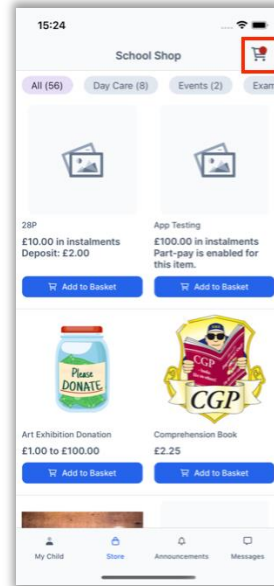 15:24
School Shop
All (56) Day Care (8) Events (2) Exam
28P
£10.00 in instalments
Deposit: £2.00
Add to Basket
App Testing
£100.00 in instalments
Part-pay is enabled for
this item.
Add to Basket
Please
DONATE
Art Exhibition Donation
£1.00 to £100.00
Add to Basket
CGP
CGP
Comprehension Book
£2.25
Add to Basket
My Child Store Announcements Messages